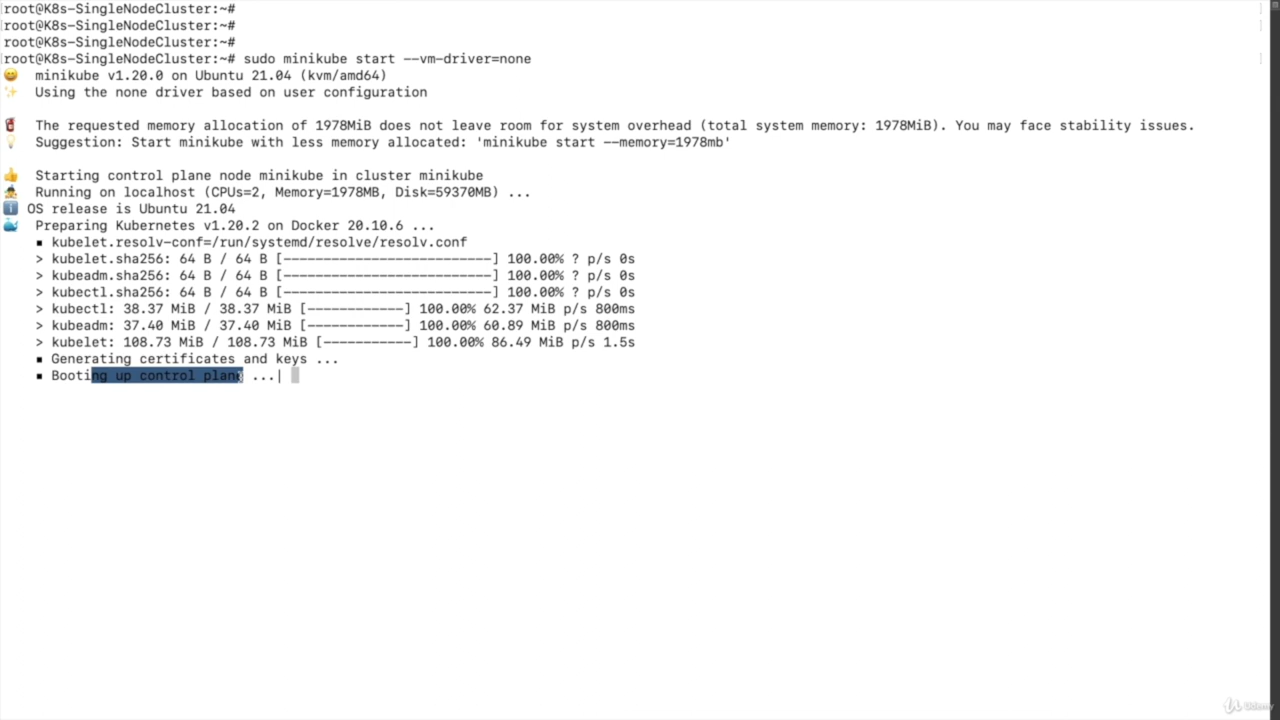 root@K8s-SingleNodeCluster:~#
root@K8s-SingleNodeCluster:~#
root@K8s-SingleNodeCluster:~#
root@K8s-SingleNodeCluster:~# sudo minikube start --vm-driver=none
😄 minikube v1.20.0 on Ubuntu 21.04 (kvm/amd64)
✨ Using the none driver based on user configuration
🧯 The requested memory allocation of 1978MiB does not leave room for system overhead (total system memory: 1978MiB). You may face stability issues.
💡 Suggestion: Start minikube with less memory allocated: 'minikube start --memory=1978mb'
👍 Starting control plane node minikube in cluster minikube
🤹 Running on localhost (CPUs=2, Memory=1978MB, Disk=59370MB) ...
ℹ️ OS release is Ubuntu 21.04
🐳 Preparing Kubernetes v1.20.2 on Docker 20.10.6 ...
▪ kubelet.resolv-conf=/run/systemd/resolve/resolv.conf
> kubelet.sha256: 64 B / 64 B [--------------------------] 100.00% ? p/s 0s
> kubeadm.sha256: 64 B / 64 B [--------------------------] 100.00% ? p/s 0s
> kubectl.sha256: 64 B / 64 B [--------------------------] 100.00% ? p/s 0s
> kubectl: 38.37 MiB / 38.37 MiB [------------] 100.00% 62.37 MiB p/s 800ms
> kubeadm: 37.40 MiB / 37.40 MiB [------------] 100.00% 60.89 MiB p/s 800ms
> kubelet: 108.73 MiB / 108.73 MiB [-----------] 100.00% 86.49 MiB p/s 1.5s
▪ Generating certificates and keys ...
▪ Booting up control plane ...|
Udemy